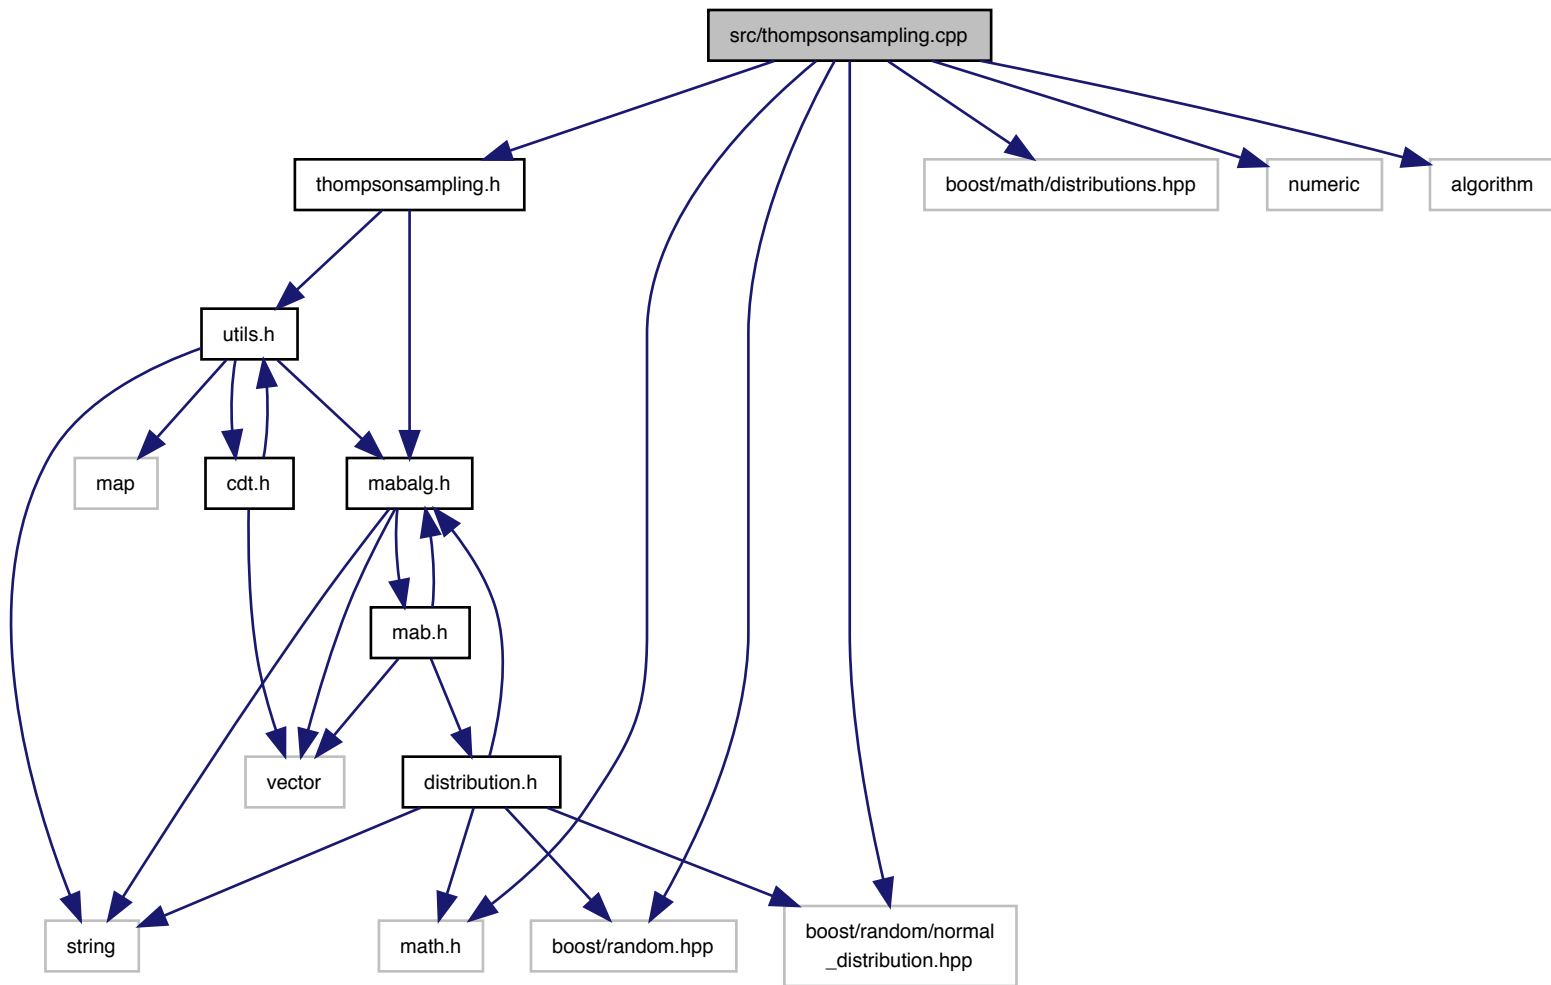 src/thompsonsampling.cpp
thompsonsampling.h
boost/math/distributions.hpp
numeric
algorithm
utils.h
map
cdt.h
mabalg.h
mab.h
vector
distribution.h
string
math.h
boost/random.hpp
boost/random/normal
_distribution.hpp